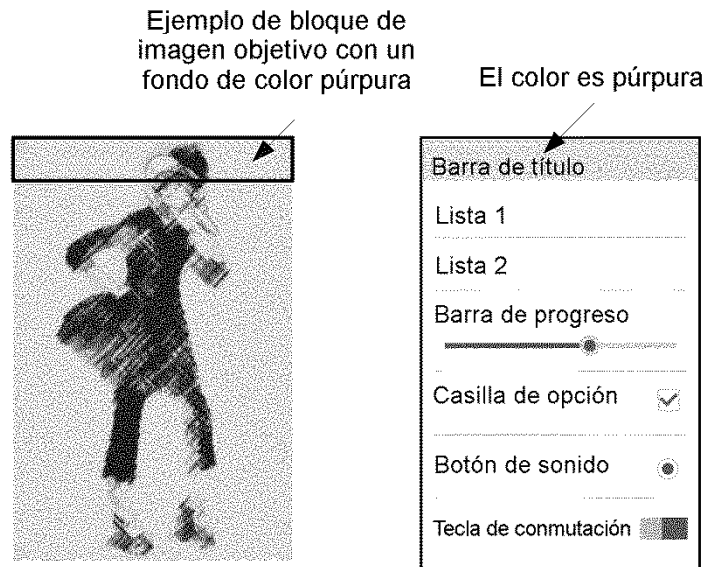 Ejemplo de bloque de
imagen objetivo con un
fondo de color púrpura
El color es púrpura
Barra de título
Lista 1
Lista 2
Barra de progreso
Casilla de opción
Botón de sonido
Tecla de conmutación